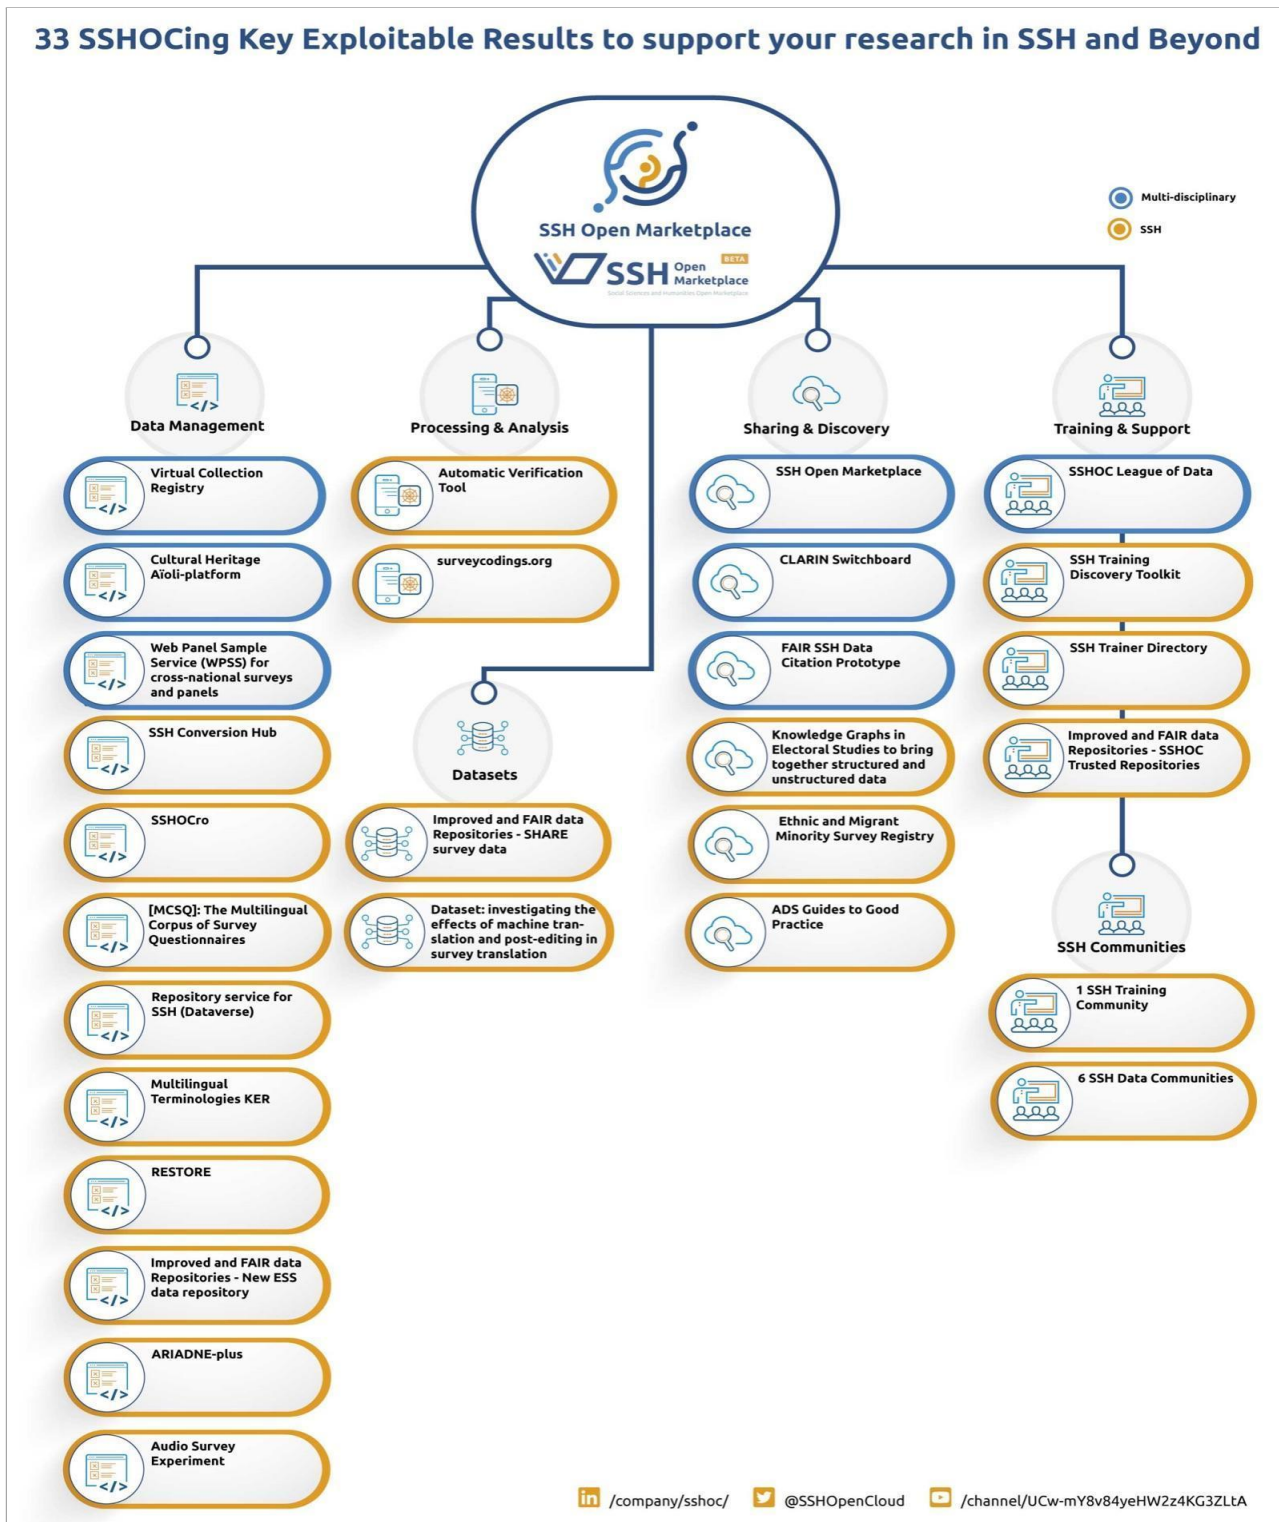 33 SSHOCing Key Exploitable Results to support your research in SSH and Beyond
SSH Open Marketplace
BETA
SSH Open
Marketplace
Social Sciences and Humanities Open Marketplace
Multi-disciplinary
SSH
Data Management
Virtual Collection
Registry
Cultural Heritage
Aïoli-platform
Web Panel Sample
Service (WPSS) for
cross-national surveys
and panels
SSH Conversion Hub
SSHOCro
[MCSQ]: The Multilingual
Corpus of Survey
Questionnaires
Repository service for
SSH (Dataverse)
Multilingual
Terminologies KER
RESTORE
Improved and FAIR data
Repositories - New ESS
data repository
ARIADNE-plus
Audio Survey
Experiment
Processing & Analysis
Automatic Verification
Tool
surveycodings.org
Datasets
Improved and FAIR data
Repositories - SHARE
survey data
Dataset: investigating the
effects of machine tran-
slation and post-editing in
survey translation
Sharing & Discovery
SSH Open Marketplace
CLARIN Switchboard
FAIR SSH Data
Citation Prototype
Knowledge Graphs in
Electoral Studies to bring
together structured and
unstructured data
Ethnic and Migrant
Minority Survey Registry
ADS Guides to Good
Practice
Training & Support
SSHOC League of Data
SSH Training
Discovery Toolkit
SSH Trainer Directory
Improved and FAIR data
Repositories - SSHOC
Trusted Repositories
SSH Communities
1 SSH Training
Community
6 SSH Data Communities
in /company/sshoc/
@SSHOpenCloud
/channel/UCw-mY8v84yeHW2z4KG3ZLtA